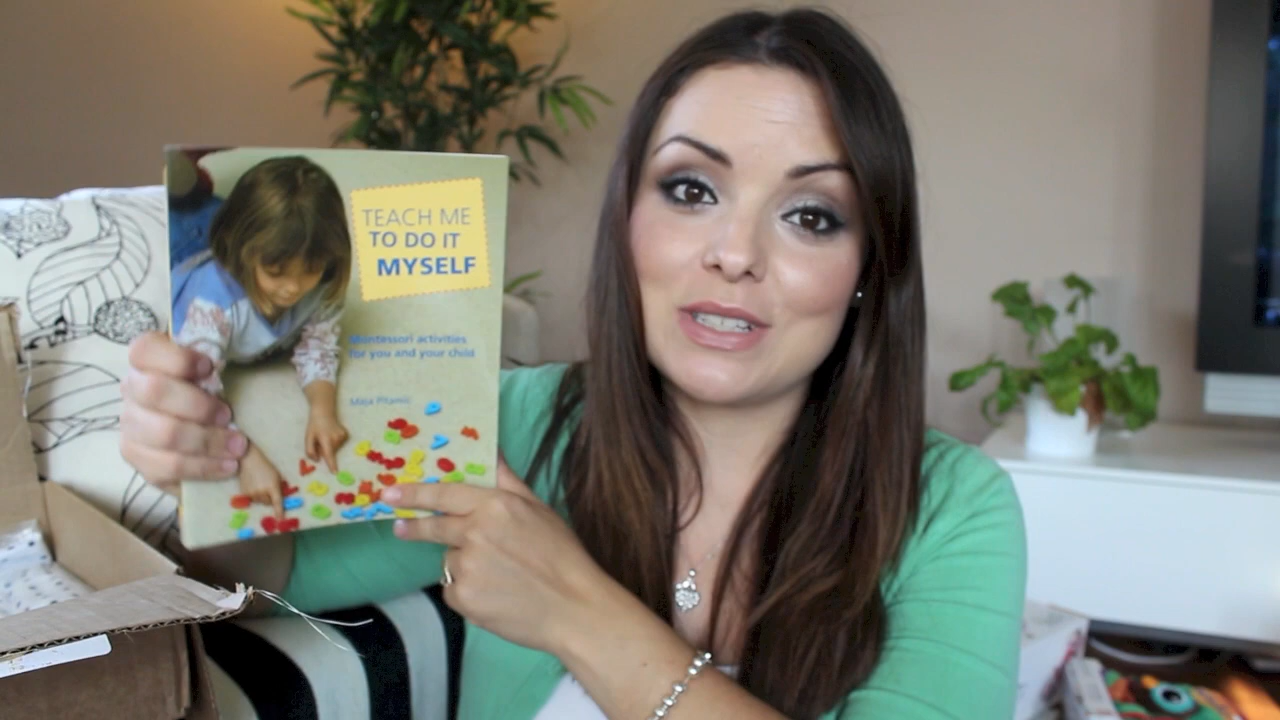 TEACH ME
TO DO IT
MYSELF
Montessori activities
for you and your child
Maja Pitamic